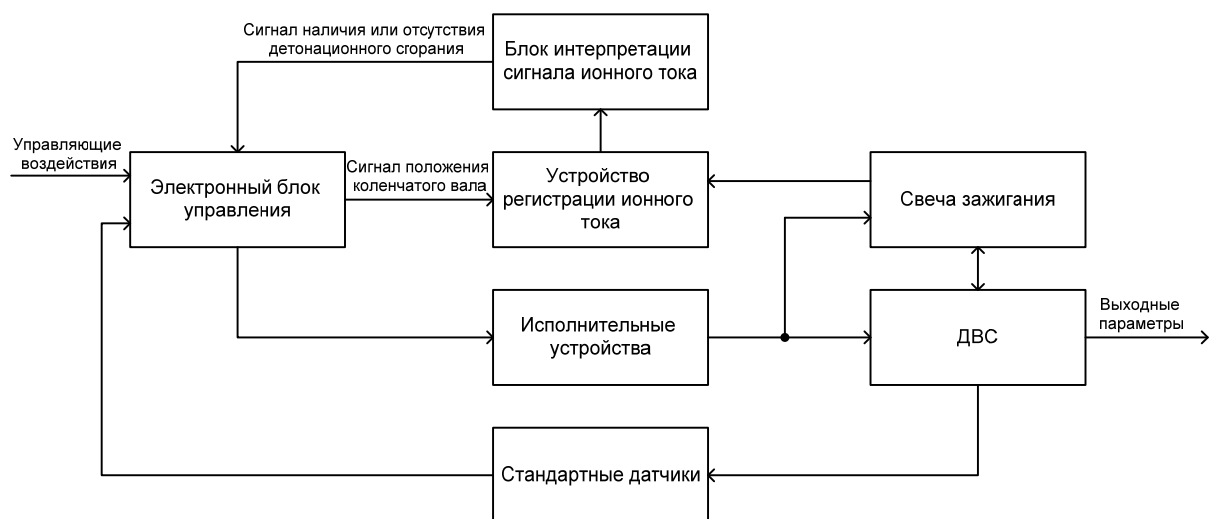 Сигнал наличия или отсутствия
детонационного сгорания
Блок интерпретации
сигнала ионного тока
Управляющие
воздействия
Электронный блок
управления
Сигнал положения
коленчатого вала
Устройство
регистрации ионного
тока
Свеча зажигания
Исполнительные
устройства
ДВС
Выходные
параметры
Стандартные датчики